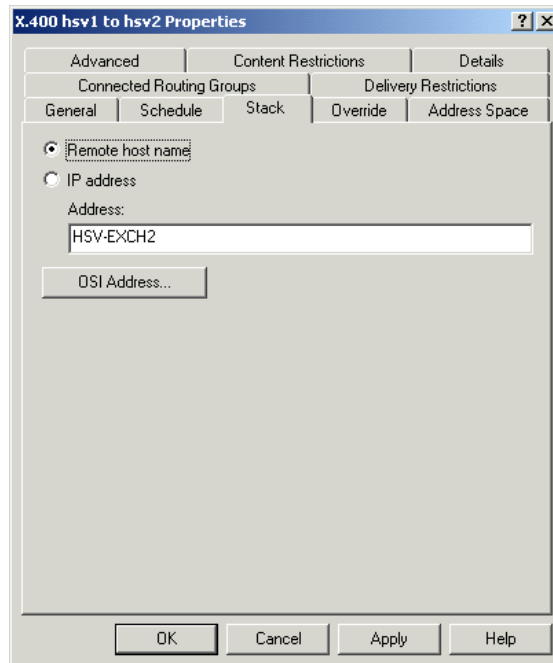 X.400 hsv1 to hsv2 Properties
Advanced Content Restrictions Details
Connected Routing Groups Delivery Restrictions
General Schedule Stack Override Address Space
Remote host name
IP address
Address:
HSV-EXCH2
OSI Address...
OK Cancel Apply Help